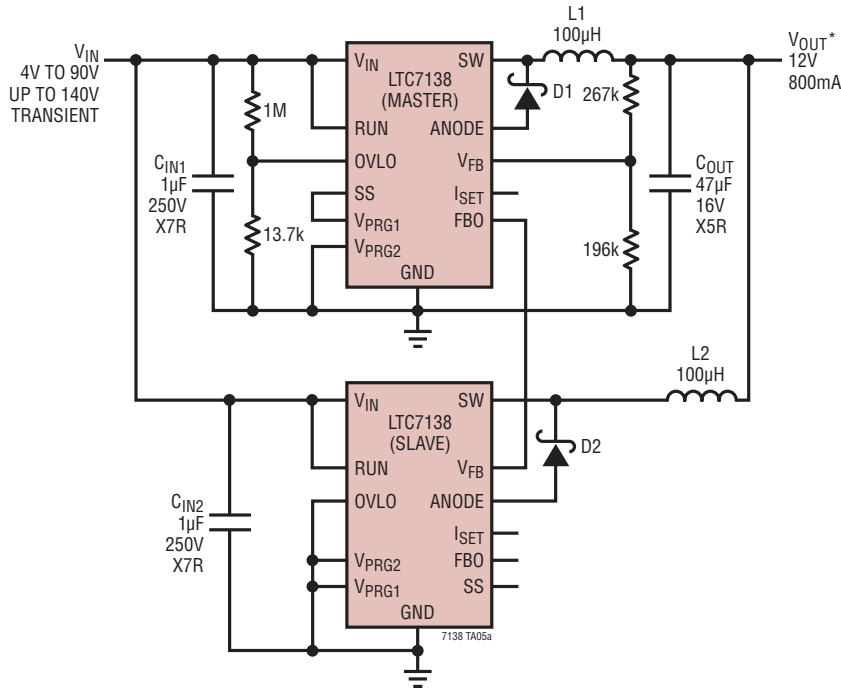 VIN
4V TO 90V
UP TO 140V
TRANSIENT
CIN1
1µF
250V
X7R
1M
13.7k
VIN
LTC7138
(MASTER)
SW
RUN
ANODE
OVLO
VFB
SS
ISET
VPRG1
FBO
VPRG2
GND
L1
100µH
D1
267k
196k
COUT
47µF
16V
X5R
VOUT*
12V
800mA
L2
100µH
CIN2
1µF
250V
X7R
VIN
LTC7138
(SLAVE)
SW
RUN
VFB
OVLO
ANODE
ISET
VPRG2
FBO
VPRG1
SS
GND
D2
7138 TA05a